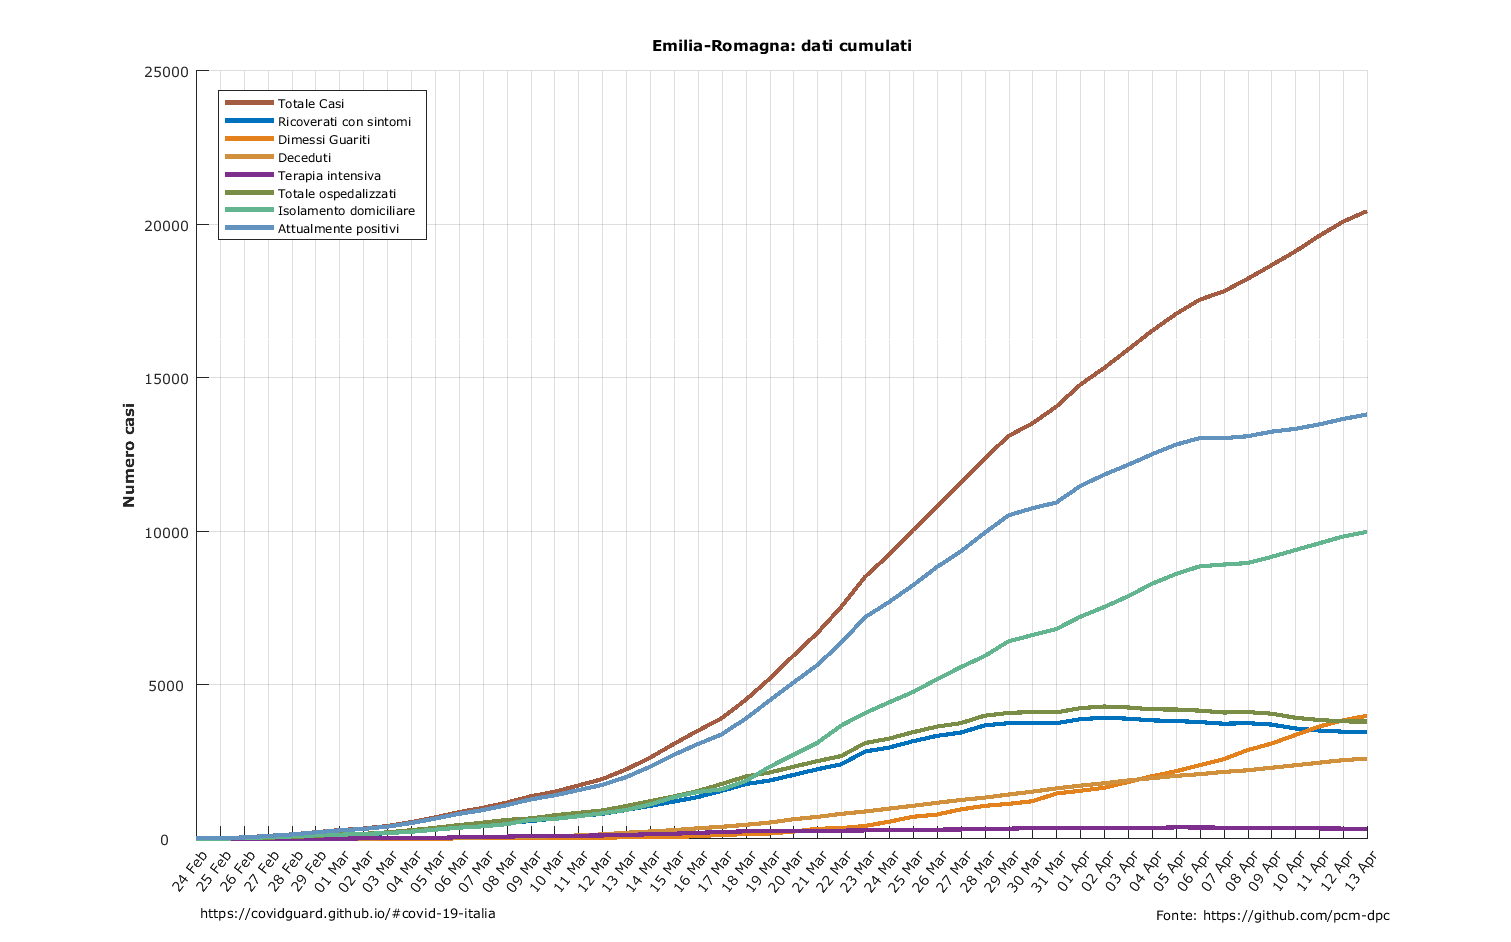 Emilia-Romagna: dati cumulati
25000
20000
15000
10000
5000
0
Numero casi
Totale Casi
Ricoverati con sintomi
Dimessi Guariti
Deceduti
Terapia intensiva
Totale ospedalizzati
Isolamento domiciliare
Attualmente positivi
24 Feb
25 Feb
26 Feb
27 Feb
28 Feb
29 Feb
01 Mar
02 Mar
03 Mar
04 Mar
05 Mar
06 Mar
07 Mar
08 Mar
09 Mar
10 Mar
11 Mar
12 Mar
13 Mar
14 Mar
15 Mar
16 Mar
17 Mar
18 Mar
19 Mar
20 Mar
21 Mar
22 Mar
23 Mar
24 Mar
25 Mar
26 Mar
27 Mar
28 Mar
29 Mar
30 Mar
31 Mar
01 Apr
02 Apr
03 Apr
04 Apr
05 Apr
06 Apr
07 Apr
08 Apr
09 Apr
10 Apr
11 Apr
12 Apr
13 Apr
https://covidguard.github.io/#covid-19-italia
Fonte: https://github.com/pcm-dpc